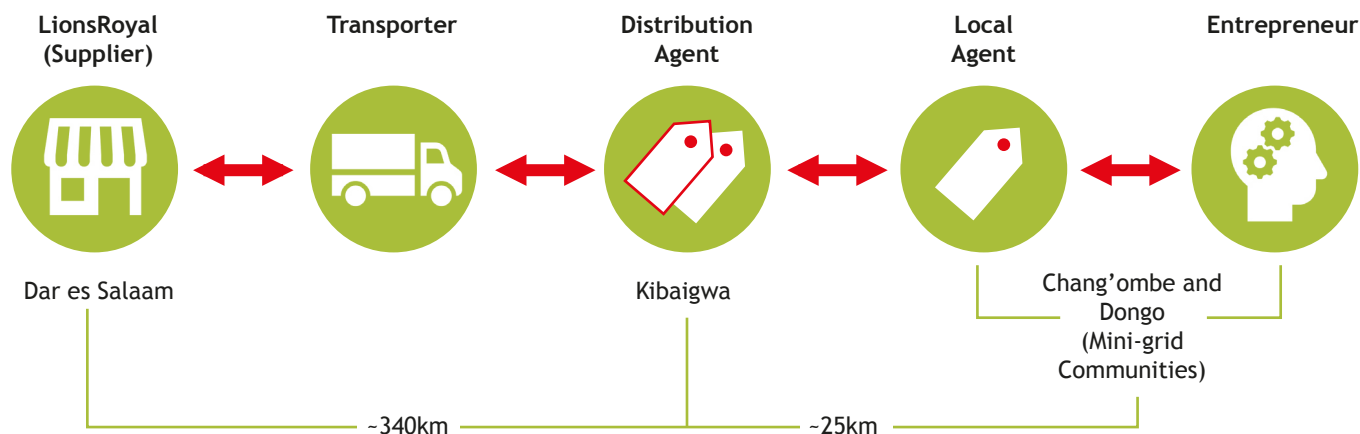 LionsRoyal
(Supplier)
Transporter
Distribution
Agent
Local
Agent
Entrepreneur
Dar es Salaam
Kibaigwa
Chang’ombe and
Dongo
(Mini-grid
Communities)
~340km
~25km